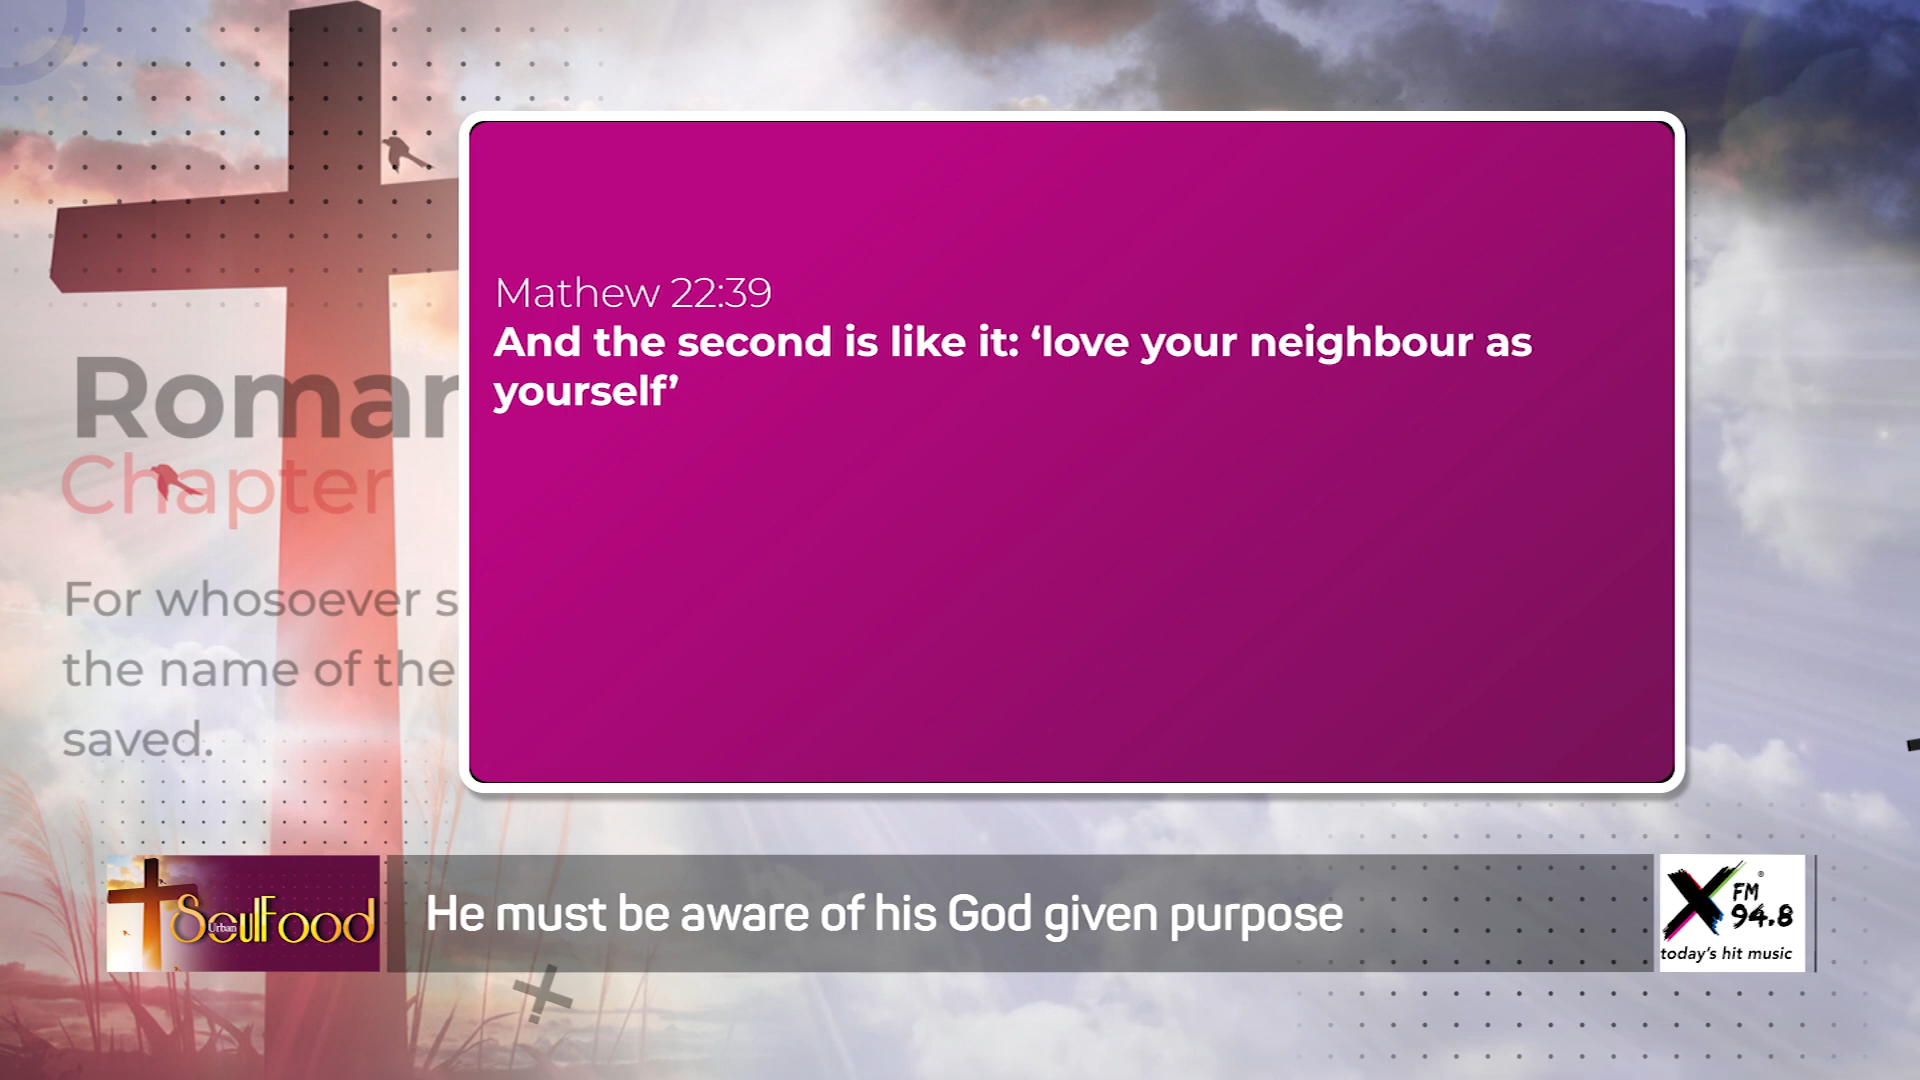 Mathew 22:39
And the second is like it: ‘love your neighbour as
yourself’
Chapter
For whosoever
the name of the
saved.
Urban SoulFood
He must be aware of his God given purpose
X FM
94.8
today's hit music